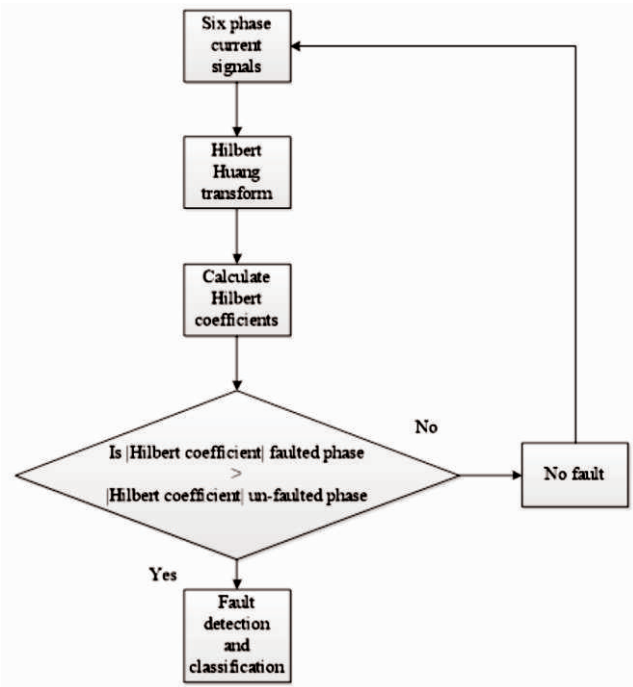 Six phase
current
signals
Hilbert
Huang
transform
Calculate
Hilbert
coefficients
Is |Hilbert coefficient| faulted phase
>
|Hilbert coefficient| un-faulted phase
No
No fault
Yes
Fault
detection
and
classification